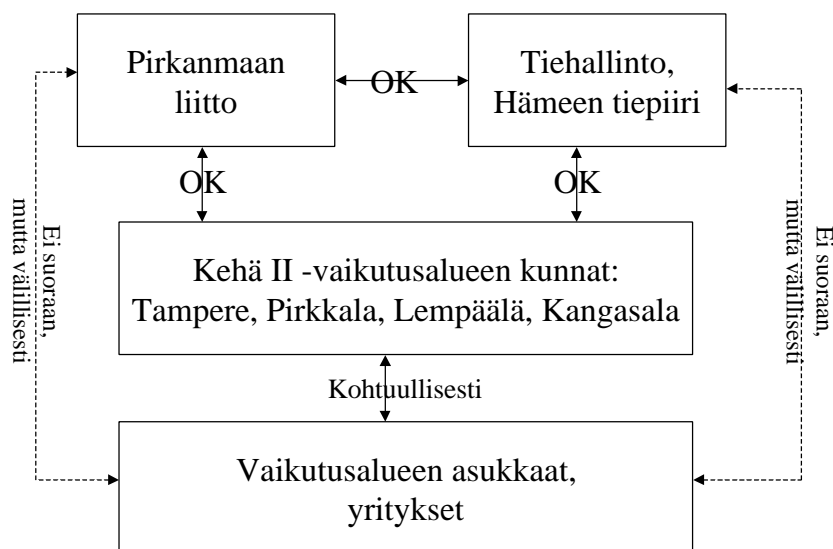 Pirkanmaan
liitto
OK
Tiehallinto,
Hämeen tiepiiri
OK
OK
Ei suoraan,
mutta välillisesti
Kehä II -vaikutusalueen kunnat:
Tampere, Pirkkala, Lempäälä, Kangasala
Ei suoraan,
mutta välillisesti
Kohtuullisesti
Vaikutusalueen asukkaat,
yritykset